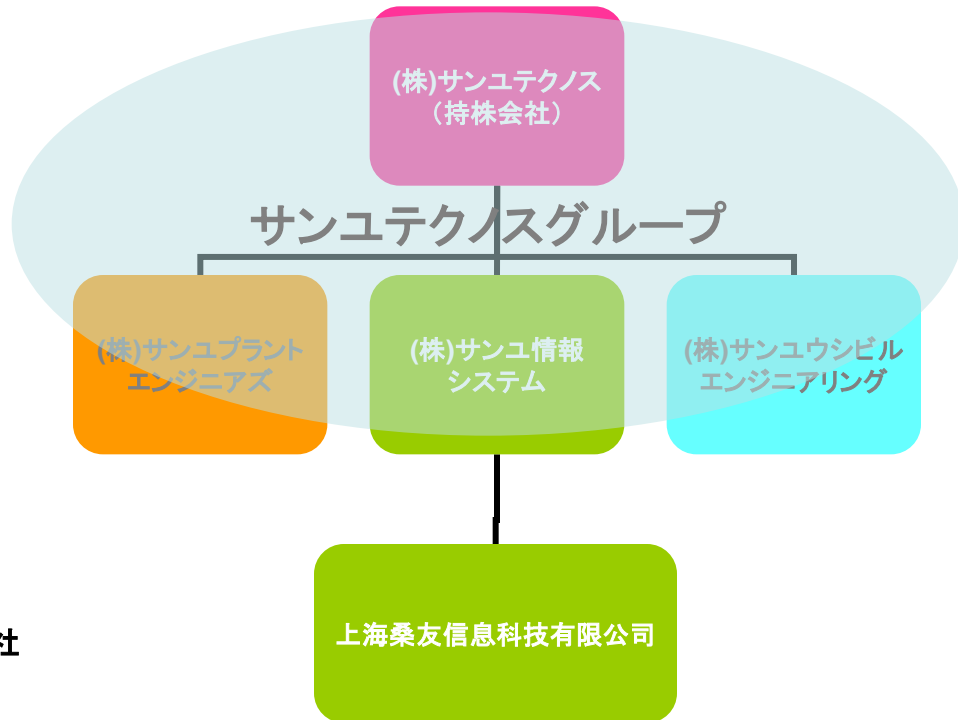 (株)サンユテクノス
（持株会社）
サンユテクノスグループ
(株)サンユプラント
エンジニアズ
(株)サンユ情報
システム
(株)サンユウシビル
エンジニアリング
上海桑友信息科技有限公司
社